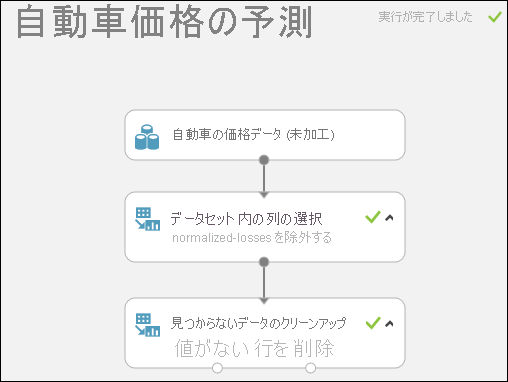 自動車価格の予測
実行が完了しました
自動車の価格データ (未加工)
データセット内の列の選択
normalized-losses を除外する
見つからないデータのクリーンアップ
値がない 行を 削除